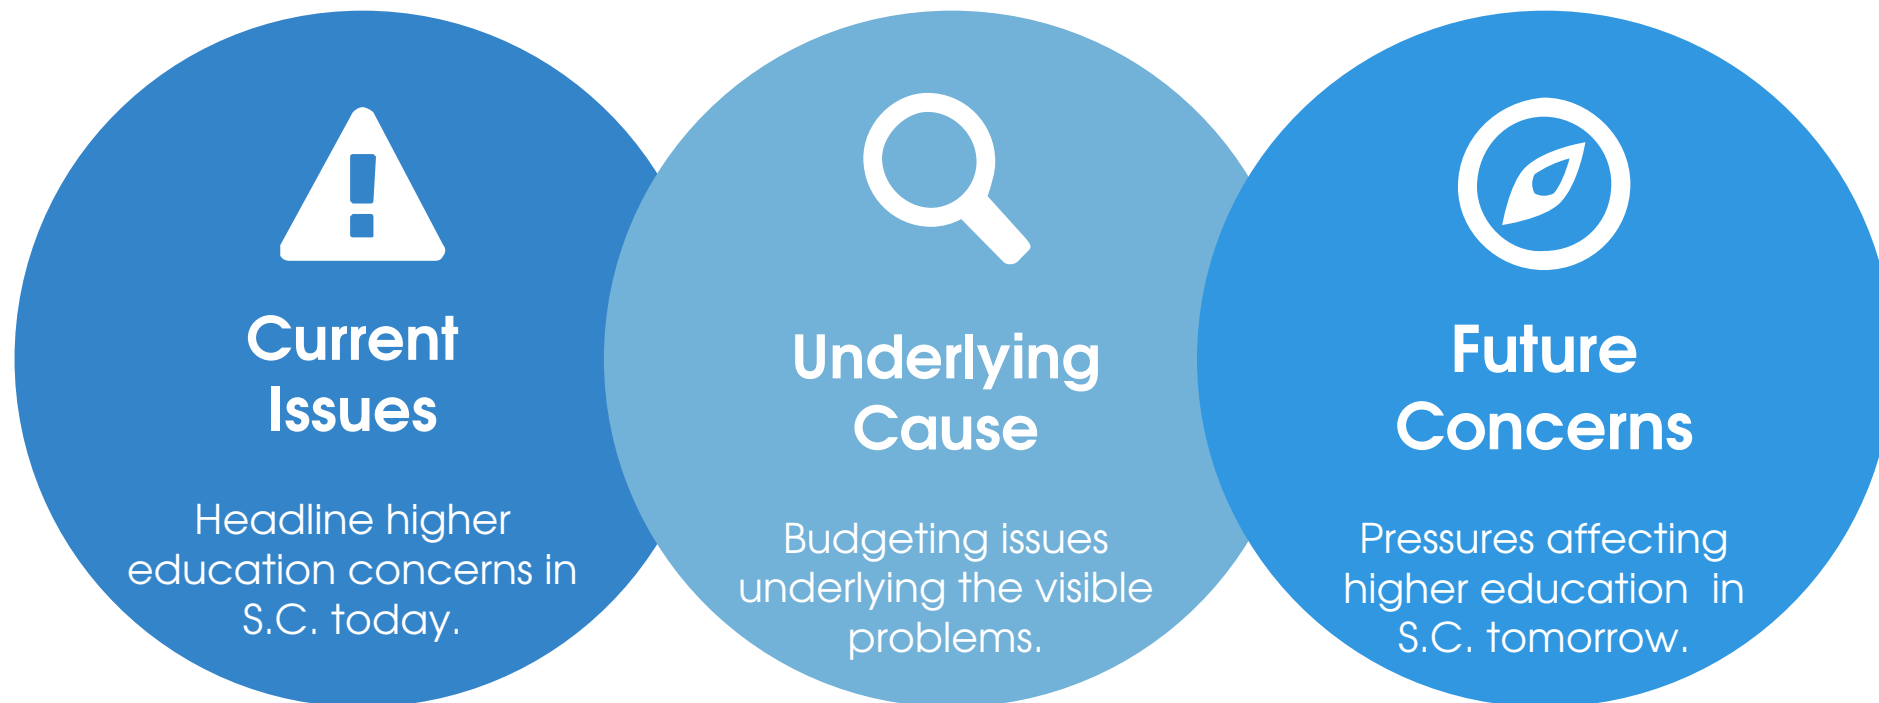 Current
Issues
Headline higher
education concerns in
S.C. today.
Underlying
Cause
Budgeting issues
underlying the visible
problems.
Future
Concerns
Pressures affecting
higher education  in
S.C. tomorrow.